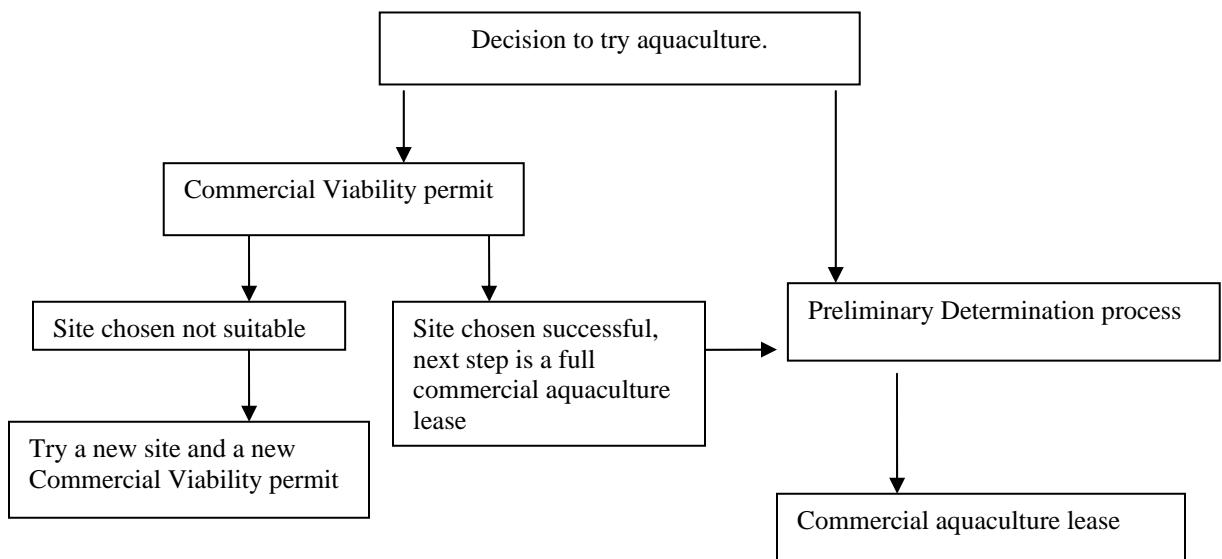 Decision to try aquaculture.
Commercial Viability permit
Site chosen not suitable
Site chosen successful,
next step is a full
commercial aquaculture
lease
Preliminary Determination process
Try a new site and a new
Commercial Viability permit
Commercial aquaculture lease